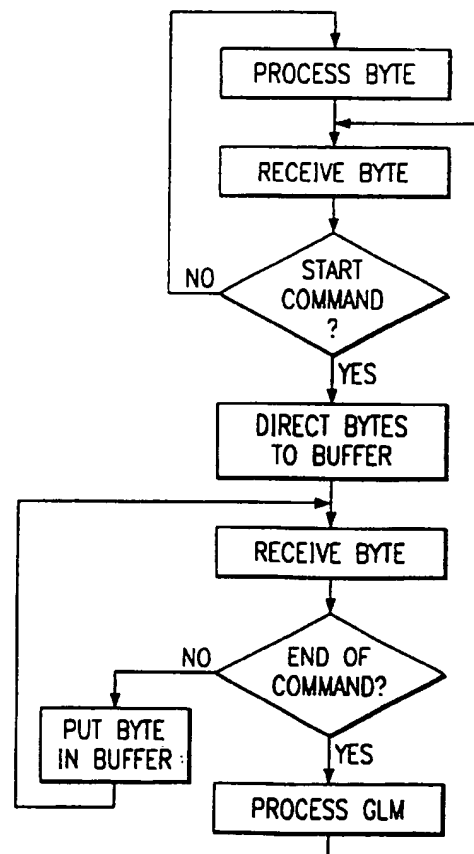 PROCESS BYTE
RECEIVE BYTE
START
COMMAND
?
NO
YES
DIRECT BYTES
TO BUFFER
RECEIVE BYTE
END OF
COMMAND?
NO
PUT BYTE
IN BUFFER
YES
PROCESS GLM